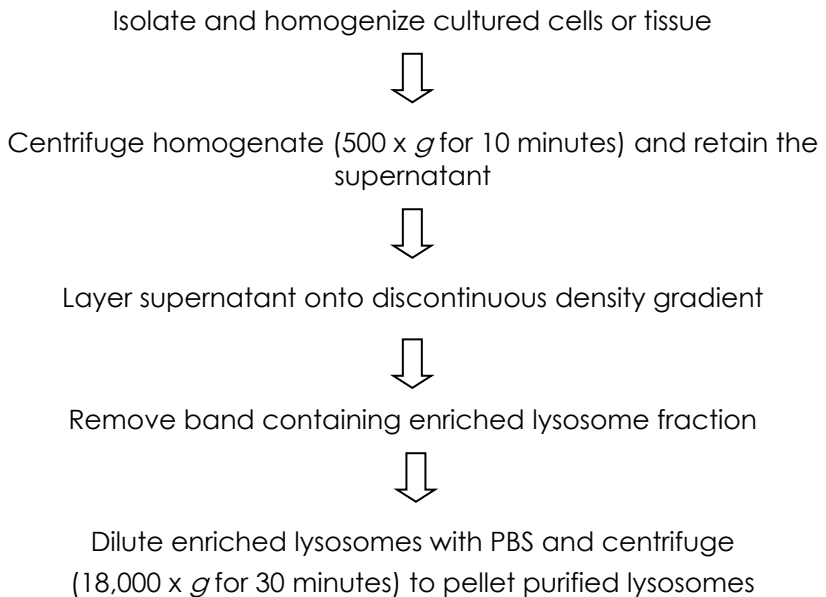 Isolate and homogenize cultured cells or tissue
Centrifuge homogenate (500 x g for 10 minutes) and retain the
supernatant
Layer supernatant onto discontinuous density gradient
Remove band containing enriched lysosome fraction
Dilute enriched lysosomes with PBS and centrifuge
(18,000 x g for 30 minutes) to pellet purified lysosomes